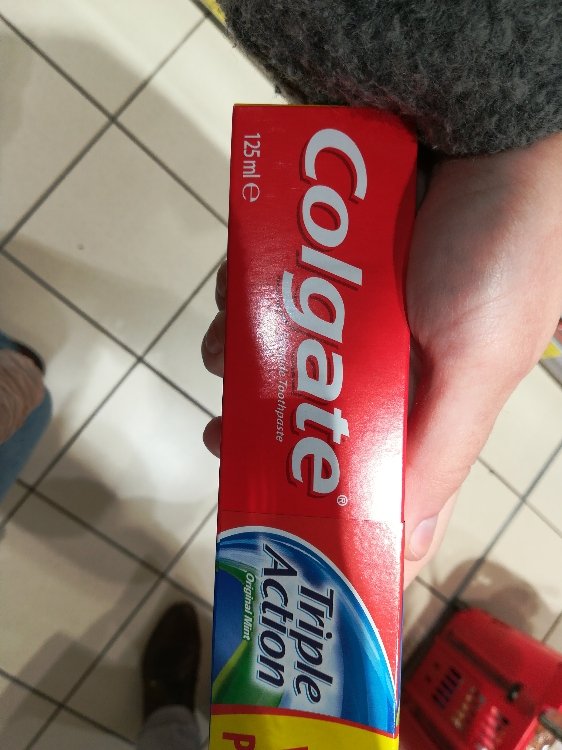 Colgate®
125 ml ℮
Toothpaste
Triple
Action
Original Mint